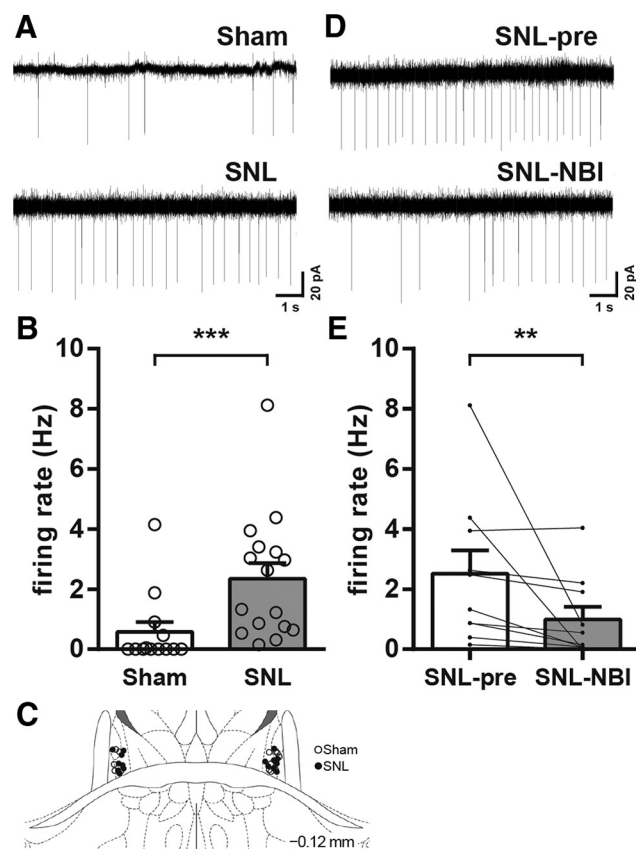 A
Sham
SNL
1 s
20 pA
D
SNL-pre
SNL-NBI
1 s
20 pA
B
***
10
8
6
4
2
0
firing rate (Hz)
Sham
SNL
E
**
10
8
6
4
2
0
firing rate (Hz)
SNL-pre
SNL-NBI
C
Sham
SNL
−0.12 mm